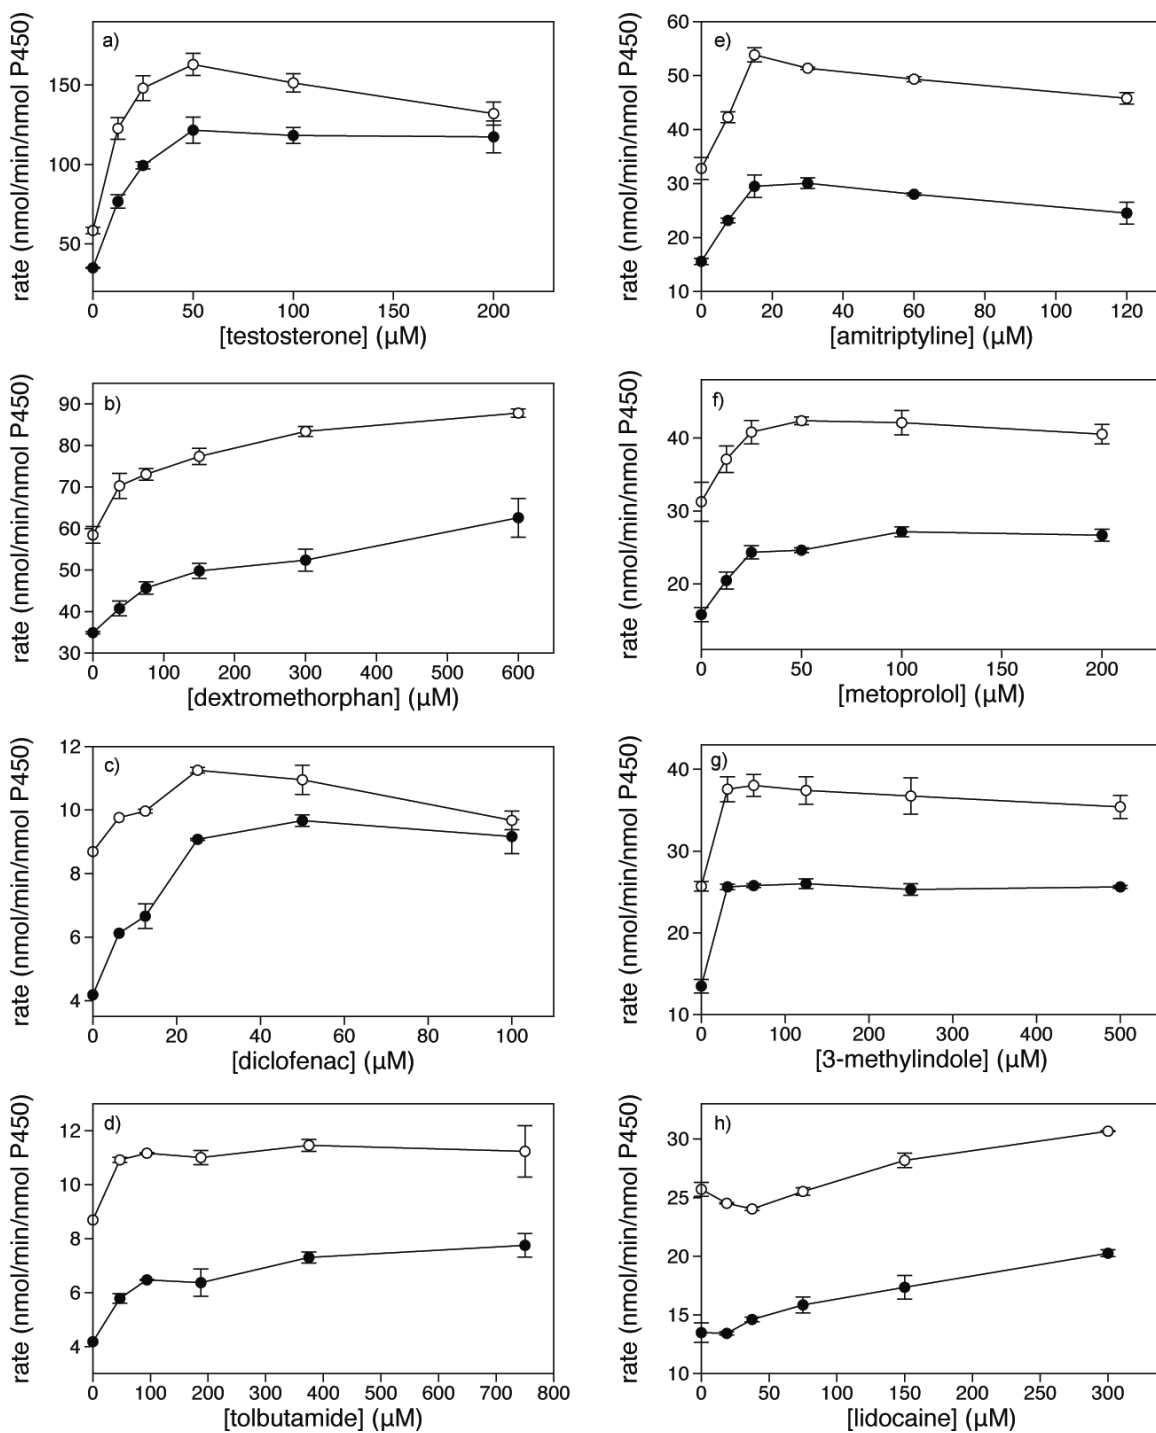 a)
rate (nmol/min/nmol P450)
150
100
50
0 50 100 150 200
[testosterone] (µM)
e)
rate (nmol/min/nmol P450)
60
50
40
30
20
10
0 20 40 60 80 100 120
[amitriptyline] (µM)
b)
rate (nmol/min/nmol P450)
90
80
70
60
50
40
30
0 100 200 300 400 500 600
[dextromethorphan] (µM)
f)
rate (nmol/min/nmol P450)
40
30
20
0 50 100 150 200
[metoprolol] (µM)
c)
rate (nmol/min/nmol P450)
12
10
8
6
4
0 20 40 60 80 100
[diclofenac] (µM)
g)
rate (nmol/min/nmol P450)
40
30
20
10
0 100 200 300 400 500
[3-methylindole] (µM)
d)
rate (nmol/min/nmol P450)
12
10
8
6
4
0 100 200 300 400 500 600 700 800
[tolbutamide] (µM)
h)
rate (nmol/min/nmol P450)
30
25
20
15
10
0 50 100 150 200 250 300
[lidocaine] (µM)